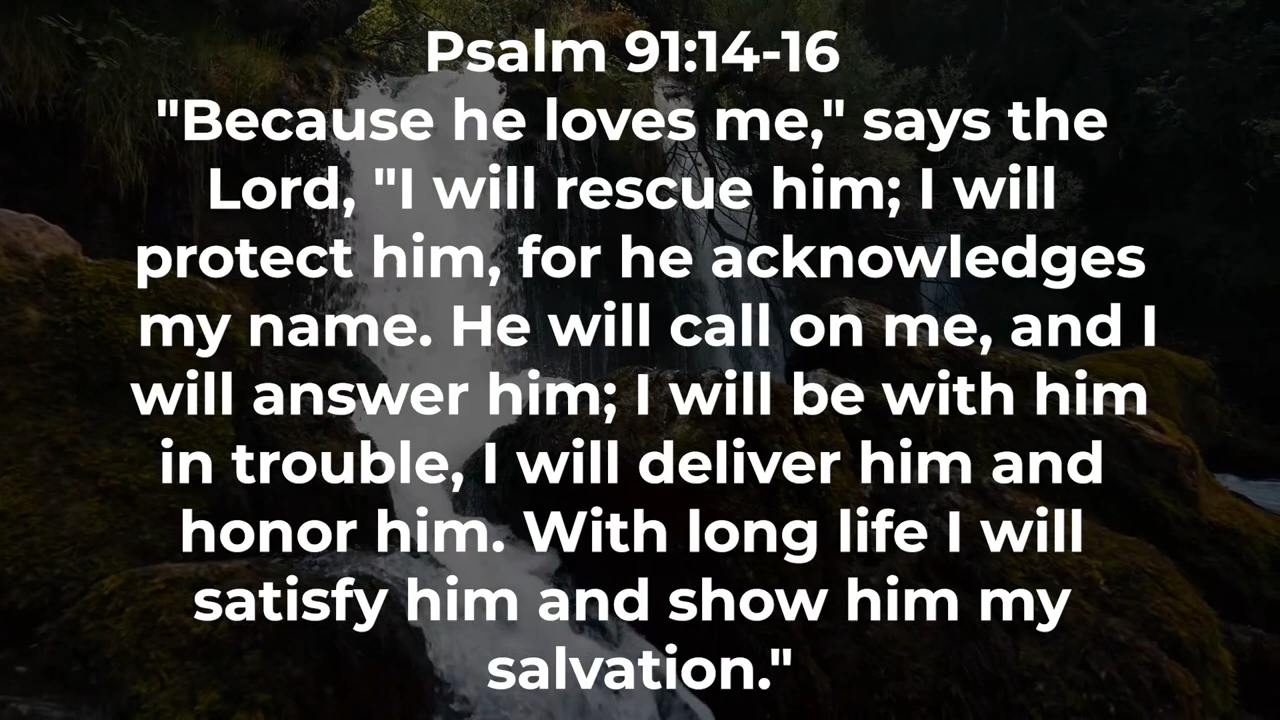 Psalm 91:14-16
"Because he loves me," says the
Lord, "I will rescue him; I will
protect him, for he acknowledges
my name. He will call on me, and I
will answer him; I will be with him
in trouble, I will deliver him and
honor him. With long life I will
satisfy him and show him my
salvation."